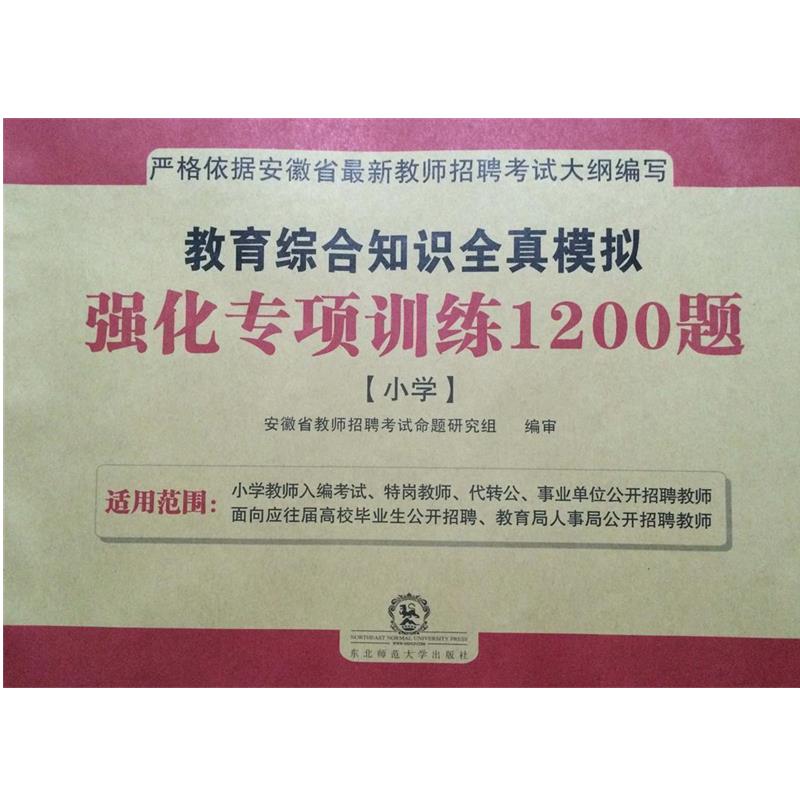 严格依据安徽省最新教师招聘考试大纲编写
教育综合知识全真模拟
强化专项训练1200题
【小学】
安徽省教师招聘考试命题研究组 编审
适用范围：
小学教师入编考试、特岗教师、代转公、事业单位公开招聘教师
面向应往届高校毕业生公开招聘、教育局人事局公开招聘教师
NORTHEAST NORMAL UNIVERSITY PRESS
东北师范大学出版社